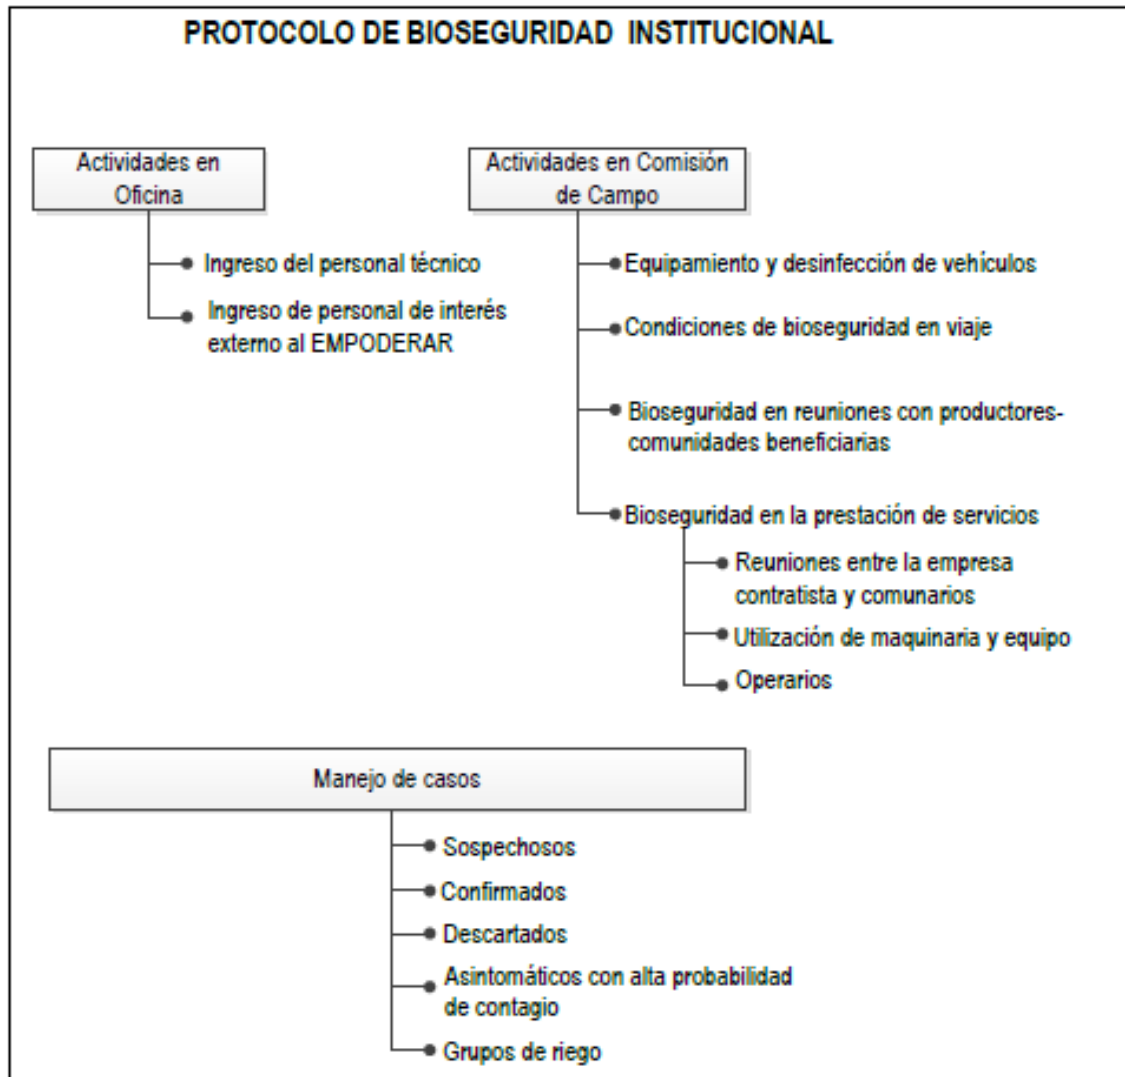 PROTOCOLO DE BIOSEGURIDAD INSTITUCIONAL
Actividades en
Oficina
Ingreso del personal técnico
Ingreso de personal de interés
externo al EMPODERAR
Actividades en Comisión
de Campo
Equipamiento y desinfección de vehículos
Condiciones de bioseguridad en viaje
Bioseguridad en reuniones con productores-
comunidades beneficiarias
Bioseguridad en la prestación de servicios
Reuniones entre la empresa
contratista y comunarios
Utilización de maquinaria y equipo
Operarios
Manejo de casos
Sospechosos
Confirmados
Descartados
Asintomáticos con alta probabilidad
de contagio
Grupos de riego